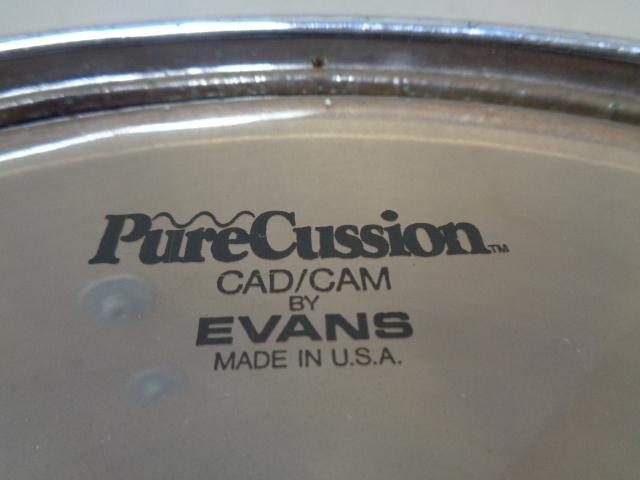 PureCussion™
CAD/CAM
BY
EVANS
MADE IN U.S.A.